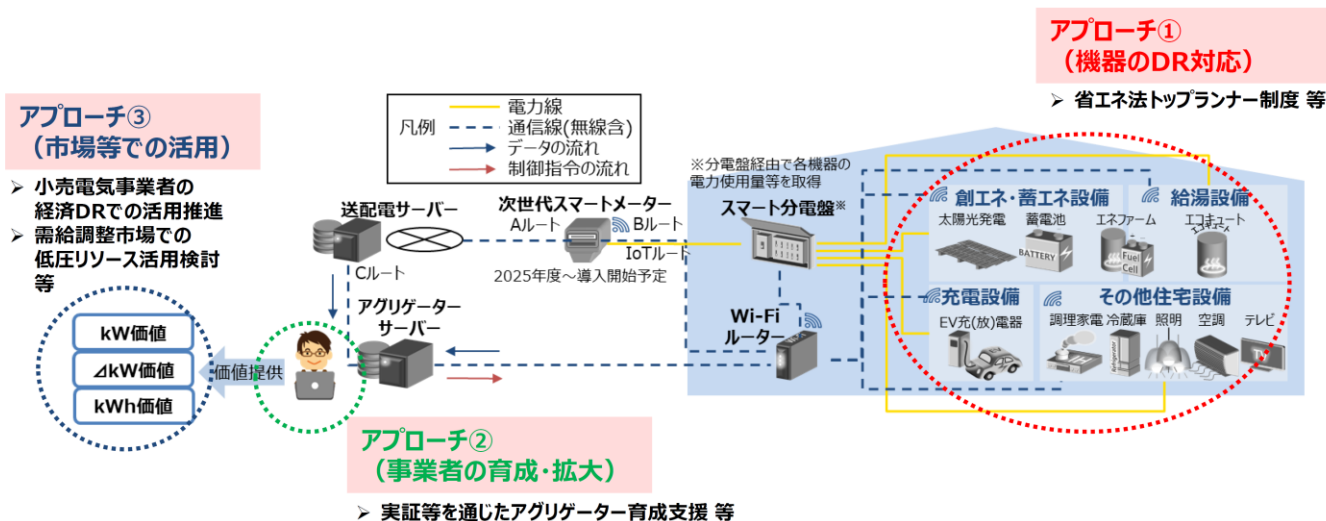 アプローチ①
（機器のDR対応）
➢ 省エネ法トップランナー制度 等
アプローチ③
（市場等での活用）
➢ 小売電気事業者の
経済DRでの活用推進
➢ 需給調整市場での
低圧リソース活用検討
等
凡例
電力線
通信線(無線含)
データの流れ
制御指令の流れ
※分電盤経由で各機器の
電力使用量等を取得
送配電サーバー
次世代スマートメーター
スマート分電盤※
Aルート
Bルート
IoTルート
2025年度～導入開始予定
Cルート
アグリゲーター
サーバー
Wi-Fi
ルーター
創エネ・蓄エネ設備
太陽光発電
蓄電池
エネファーム
BATTERY
Fuel
Cell
給湯設備
エコキュート
充電設備
EV充(放)電器
その他住宅設備
調理家電
冷蔵庫
照明
空調
テレビ
Refrigerator
TV
kW価値
⊿kW価値
kWh価値
価値提供
アプローチ②
（事業者の育成・拡大）
➢ 実証等を通じたアグリゲーター育成支援 等